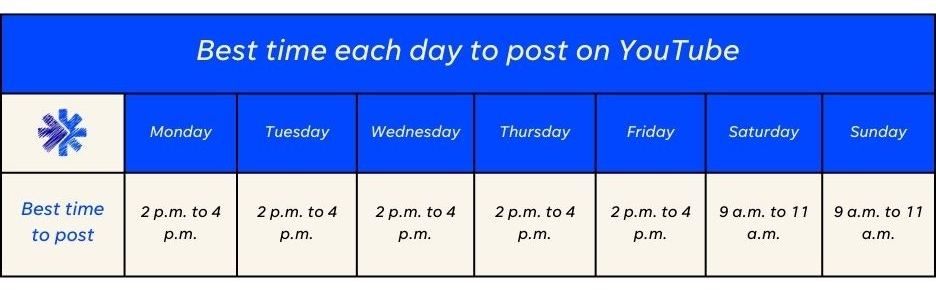 Best time each day to post on YouTube
Monday
Tuesday
Wednesday
Thursday
Friday
Saturday
Sunday
Best time
to post
2 p.m. to 4
p.m.
2 p.m. to 4
p.m.
2 p.m. to 4
p.m.
2 p.m. to 4
p.m.
2 p.m. to 4
p.m.
9 a.m. to 11
a.m.
9 a.m. to 11
a.m.